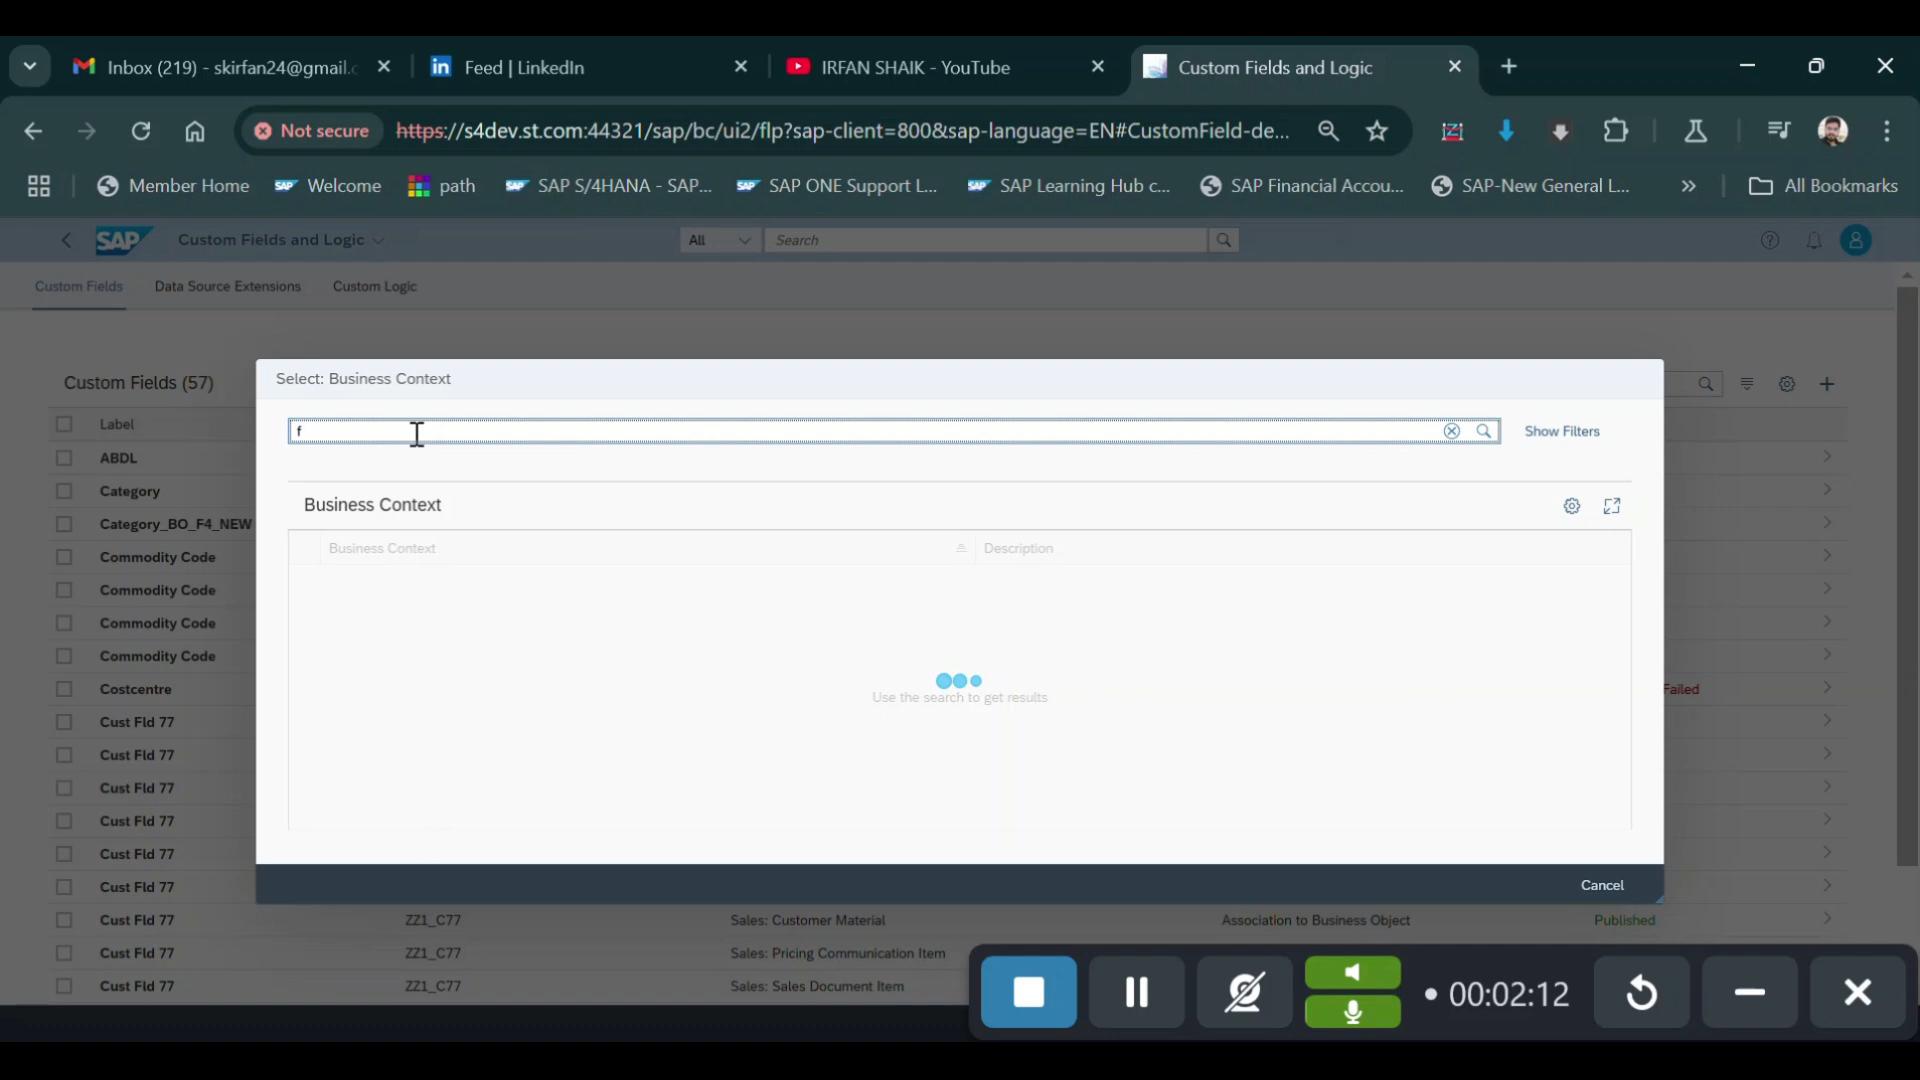 Inbox (219) - skirfan24@gmail.c
Feed | LinkedIn
IRFAN SHAIK - YouTube
Custom Fields and Logic
Not secure
https://s4dev.st.com:44321/sap/bc/ui2/flp?sap-client=800&sap-language=EN#CustomField-de...
Member Home
SAP Welcome
path
SAP SAP S/4HANA - SAP...
SAP SAP ONE Support L...
SAP SAP Learning Hub c...
SAP Financial Accou...
SAP-New General L...
All Bookmarks
SAP
Custom Fields and Logic
All
Search
Custom Fields
Data Source Extensions
Custom Logic
Custom Fields (57)
Select: Business Context
Label
f
Show Filters
ABDL
Category
Business Context
Category_BO_F4_NEW
Business Context
Description
Commodity Code
Commodity Code
Commodity Code
Commodity Code
Costcentre
Failed
Use the search to get results
Cust Fld 77
Cust Fld 77
Cust Fld 77
Cust Fld 77
Cust Fld 77
Cust Fld 77
Cancel
Cust Fld 77
ZZ1_C77
Sales: Customer Material
Association to Business Object
Published
Cust Fld 77
ZZ1_C77
Sales: Pricing Communication Item
Cust Fld 77
ZZ1_C77
Sales: Sales Document Item
00:02:12